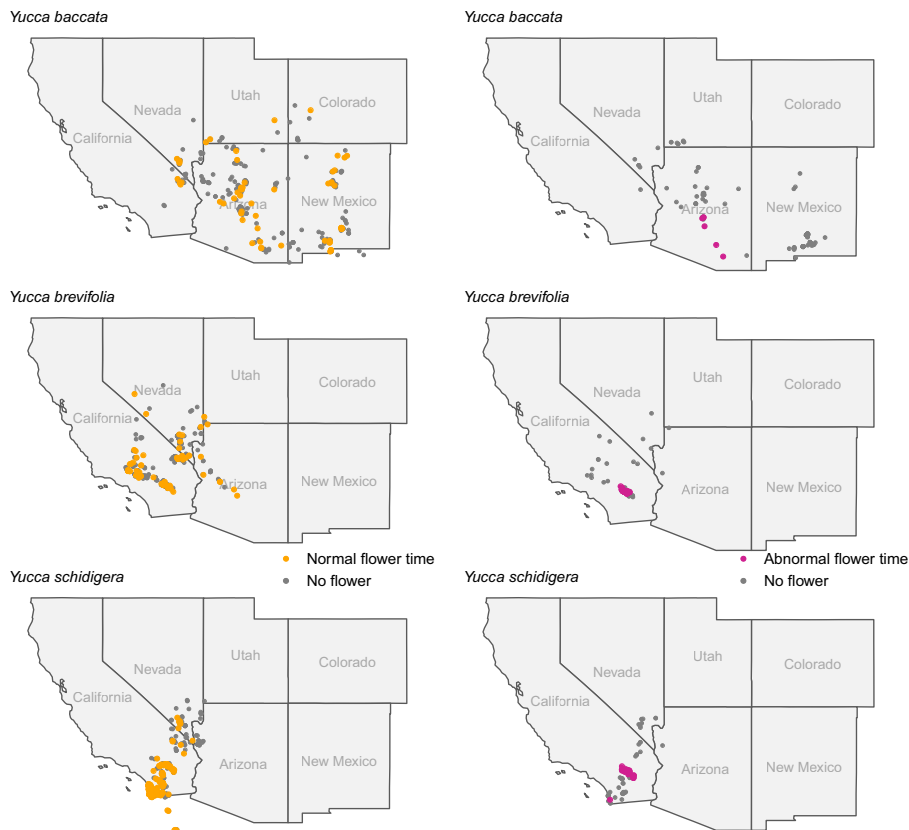 Yucca baccata
Utah
Colorado
Nevada
California
Arizona
New Mexico
Yucca baccata
Utah
Colorado
Nevada
California
Arizona
New Mexico
Yucca brevifolia
Utah
Colorado
Nevada
California
Arizona
New Mexico
Normal flower time
No flower
Yucca brevifolia
Utah
Colorado
Nevada
California
Arizona
New Mexico
Abnormal flower time
No flower
Yucca schidigera
Utah
Colorado
Nevada
California
Arizona
New Mexico
Yucca schidigera
Utah
Colorado
Nevada
California
Arizona
New Mexico